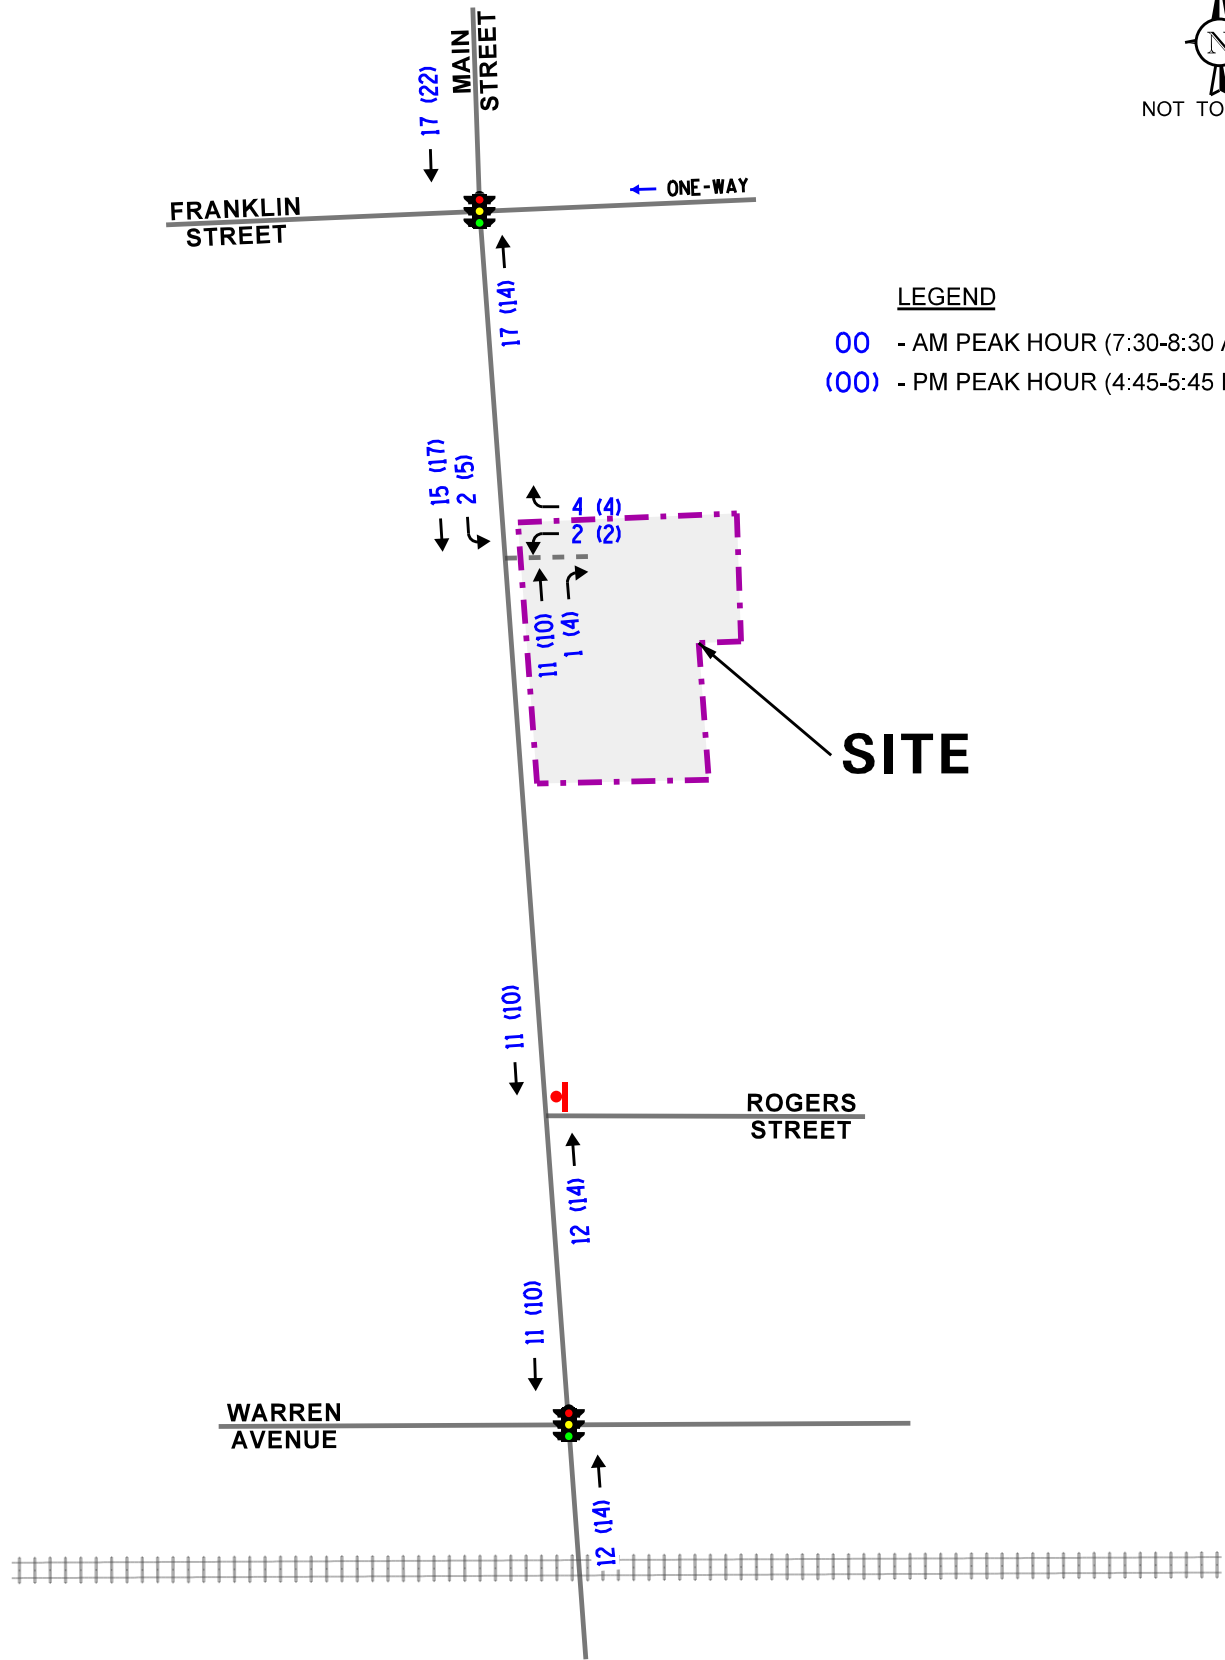 MAIN
STREET
N
NOT TO
17 (22)
ONE-WAY
FRANKLIN
STREET
17 (14)
LEGEND
00 - AM PEAK HOUR (7:30-8:30 A
(00) - PM PEAK HOUR (4:45-5:45
15 (17)
2 (5)
4 (4)
2 (2)
11 (10)
1 (4)
SITE
11 (10)
ROGERS
STREET
12 (14)
11 (10)
WARREN
AVENUE
12 (14)